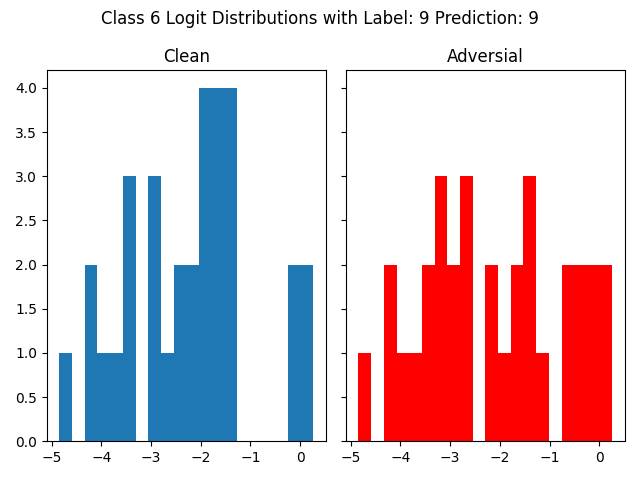 Class 6 Logit Distributions with Label: 9 Prediction: 9
Clean
Adversial
4.0
3.5
3.0
2.5
2.0
1.5
1.0
0.5
0.0
−5 −4 −3 −2 −1 0
−5 −4 −3 −2 −1 0